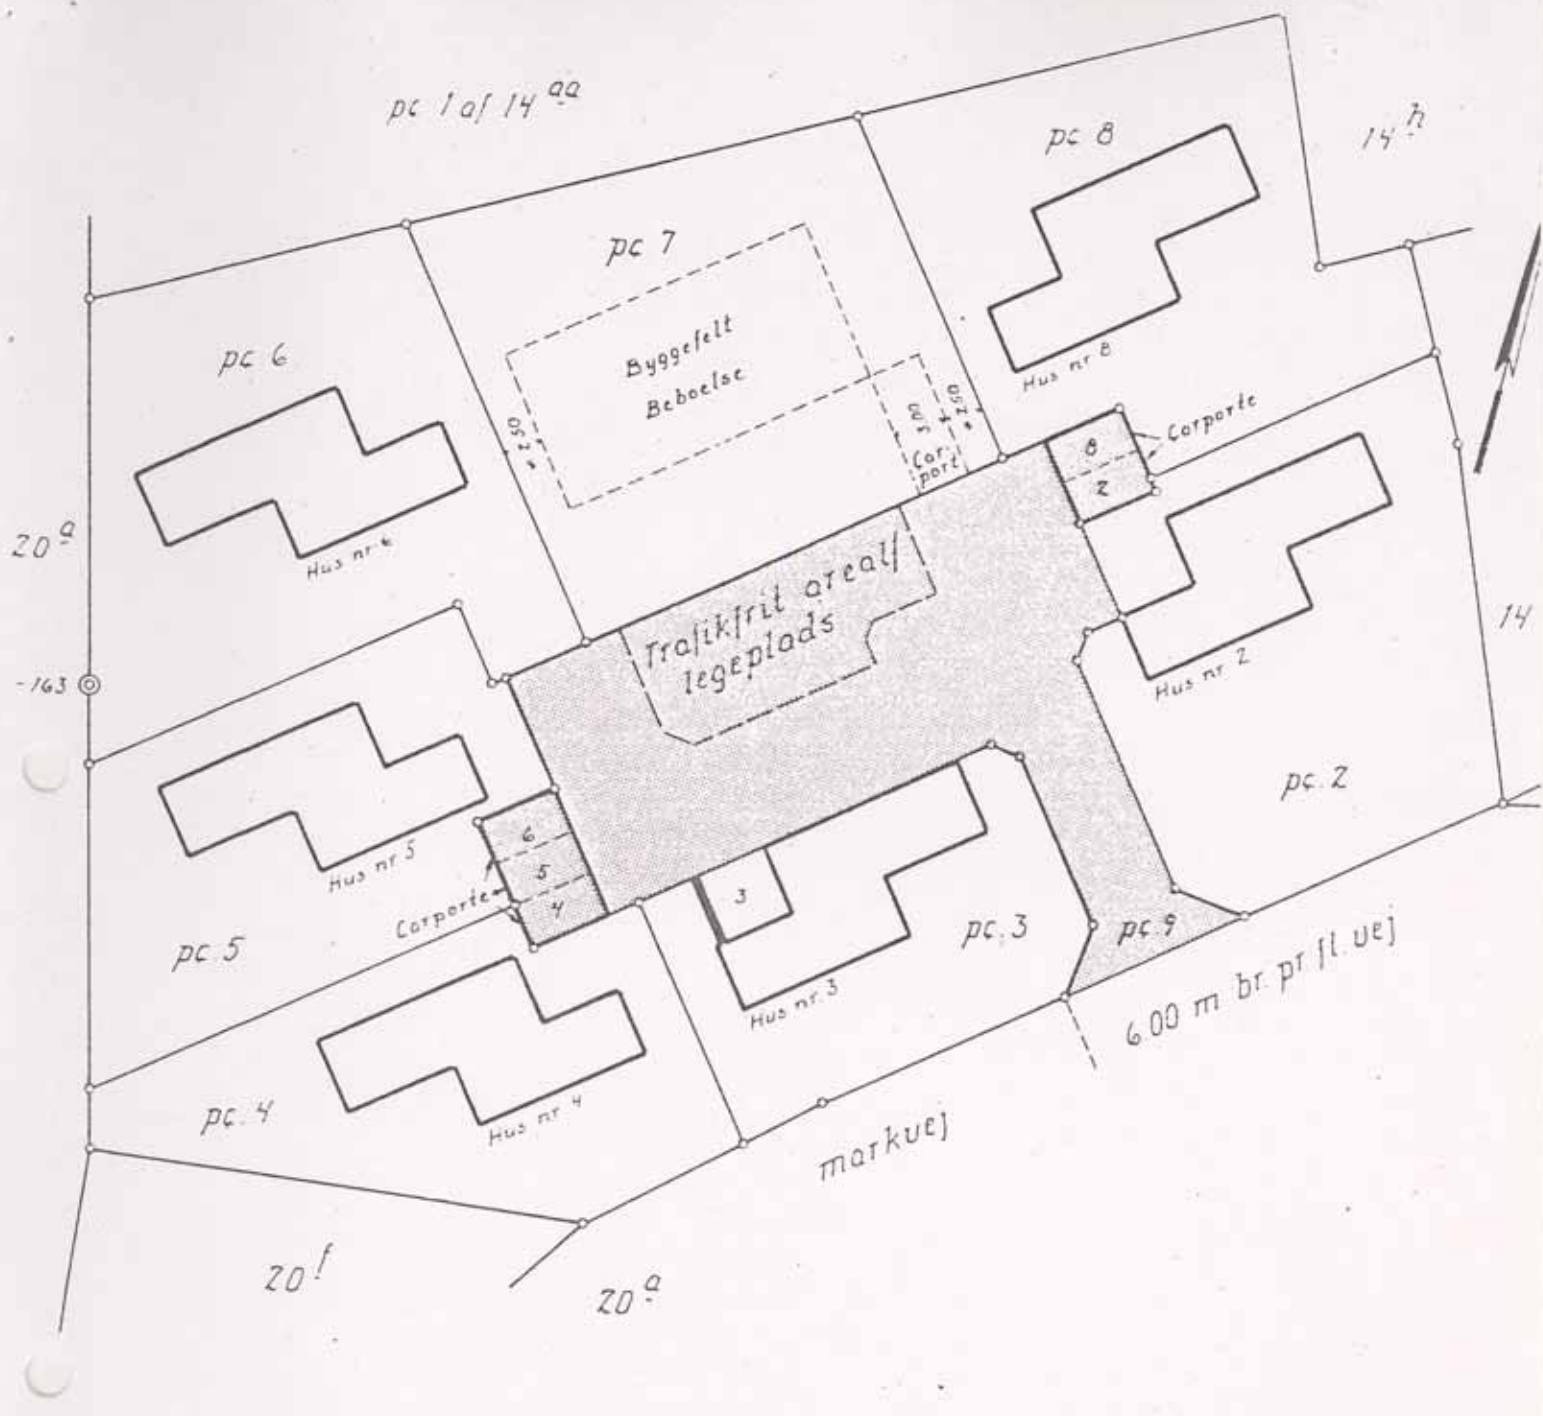 pc 1 af 14 aa
pc 8
14 h
pc 7
Byggefelt
Beboelse
pc 6
Hus nr 8
2.50
2.50
3.00
Car-
port
Carporte
8
2
20 a
Hus nr. 6
Trafikfrit areal/
legeplads
14
Hus nr 2
-163
pc. 2
6
5
4
Hus nr 5
Carporte
3
pc. 5
pc. 3
pc. 9
Hus nr. 3
6.00 m br. pr. fl. vej
pc. 4
Hus nr 4
markvej
20 f
20 a